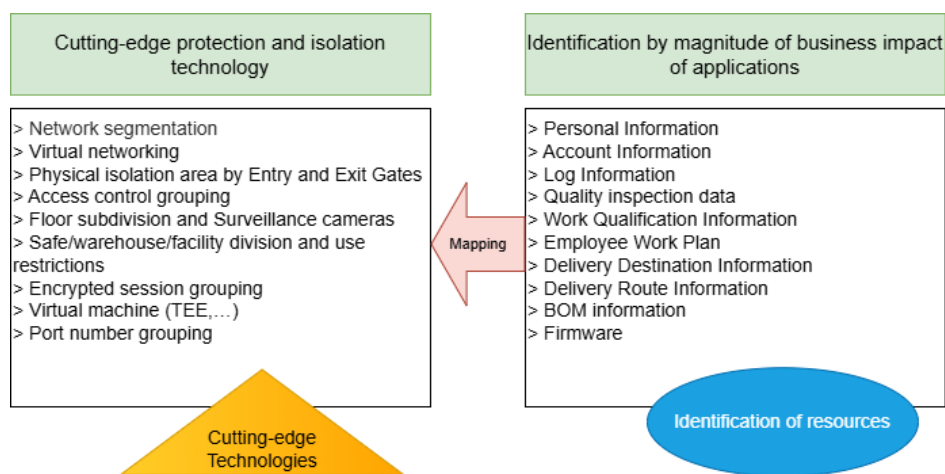 Cutting-edge protection and isolation
technology
> Network segmentation
> Virtual networking
> Physical isolation area by Entry and Exit Gates
> Access control grouping
> Floor subdivision and Surveillance cameras
> Safe/warehouse/facility division and use
restrictions
> Encrypted session grouping
> Virtual machine (TEE,...)
> Port number grouping
Cutting-edge
Technologies
Mapping
Identification by magnitude of business impact
of applications
> Personal Information
> Account Information
> Log Information
> Quality inspection data
> Work Qualification Information
> Employee Work Plan
> Delivery Destination Information
> Delivery Route Information
> BOM information
> Firmware
Identification of resources